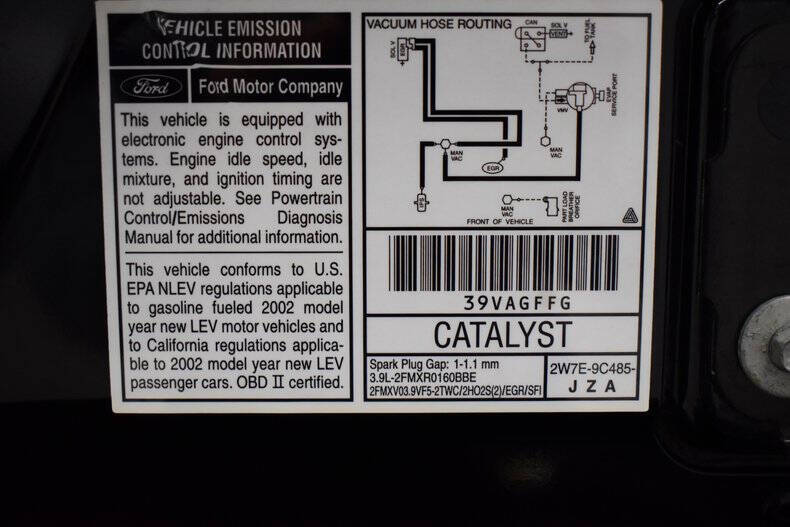 VEHICLE EMISSION
CONTROL INFORMATION
Ford
Ford Motor Company
This vehicle is equipped with
electronic engine control sys-
tems. Engine idle speed, idle
mixture, and ignition timing are
not adjustable. See Powertrain
Control/Emissions Diagnosis
Manual for additional information.
This vehicle conforms to U.S.
EPA NLEV regulations applicable
to gasoline fueled 2002 model
year new LEV motor vehicles and
to California regulations applica-
ble to 2002 model year new LEV
passenger cars. OBD II certified.
VACUUM HOSE ROUTING
CAN
SOL V
VENT
TO FUEL
TANK
SOL V
EGR
VMV
EVAP
SERVICE PORT
MAN
VAC
EGR
MAN
VAC
UPS
MAN
VAC
PART LOAD
BREATHER
ORIFICE
FRONT OF VEHICLE
39VAGFFG
CATALYST
Spark Plug Gap: 1-1.1 mm
3.9L-2FMXR0160BBE
2FMXV03.9VF5-2TWC/2HO2S(2)/EGR/SFI
2W7E-9C485-
JZA